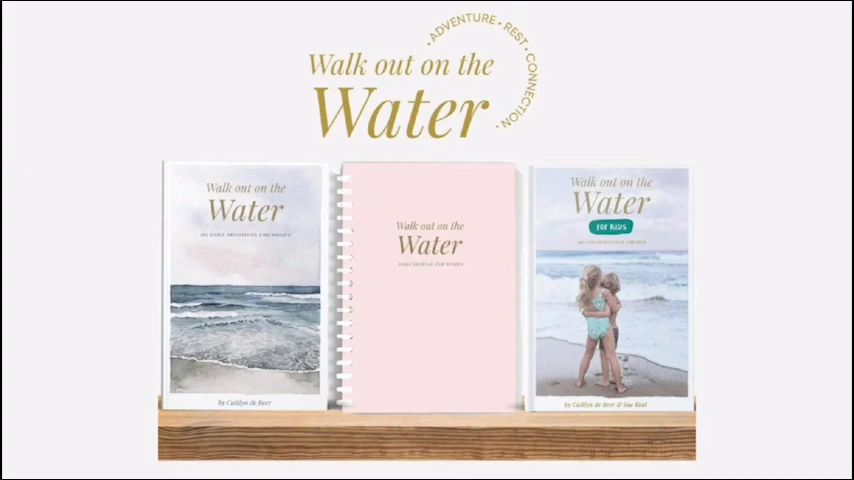 • ADVENTURE • REST • CONNECTION •
Walk out on the
Water
Walk out on the
Water
365 DAILY DEVOTIONS FOR WOMEN
by Caitlyn de Beer
Walk out on the
Water
DAILY JOURNAL FOR WOMEN
Walk out on the
Water
for KIDS
by Caitlyn de Beer & Sue Roal